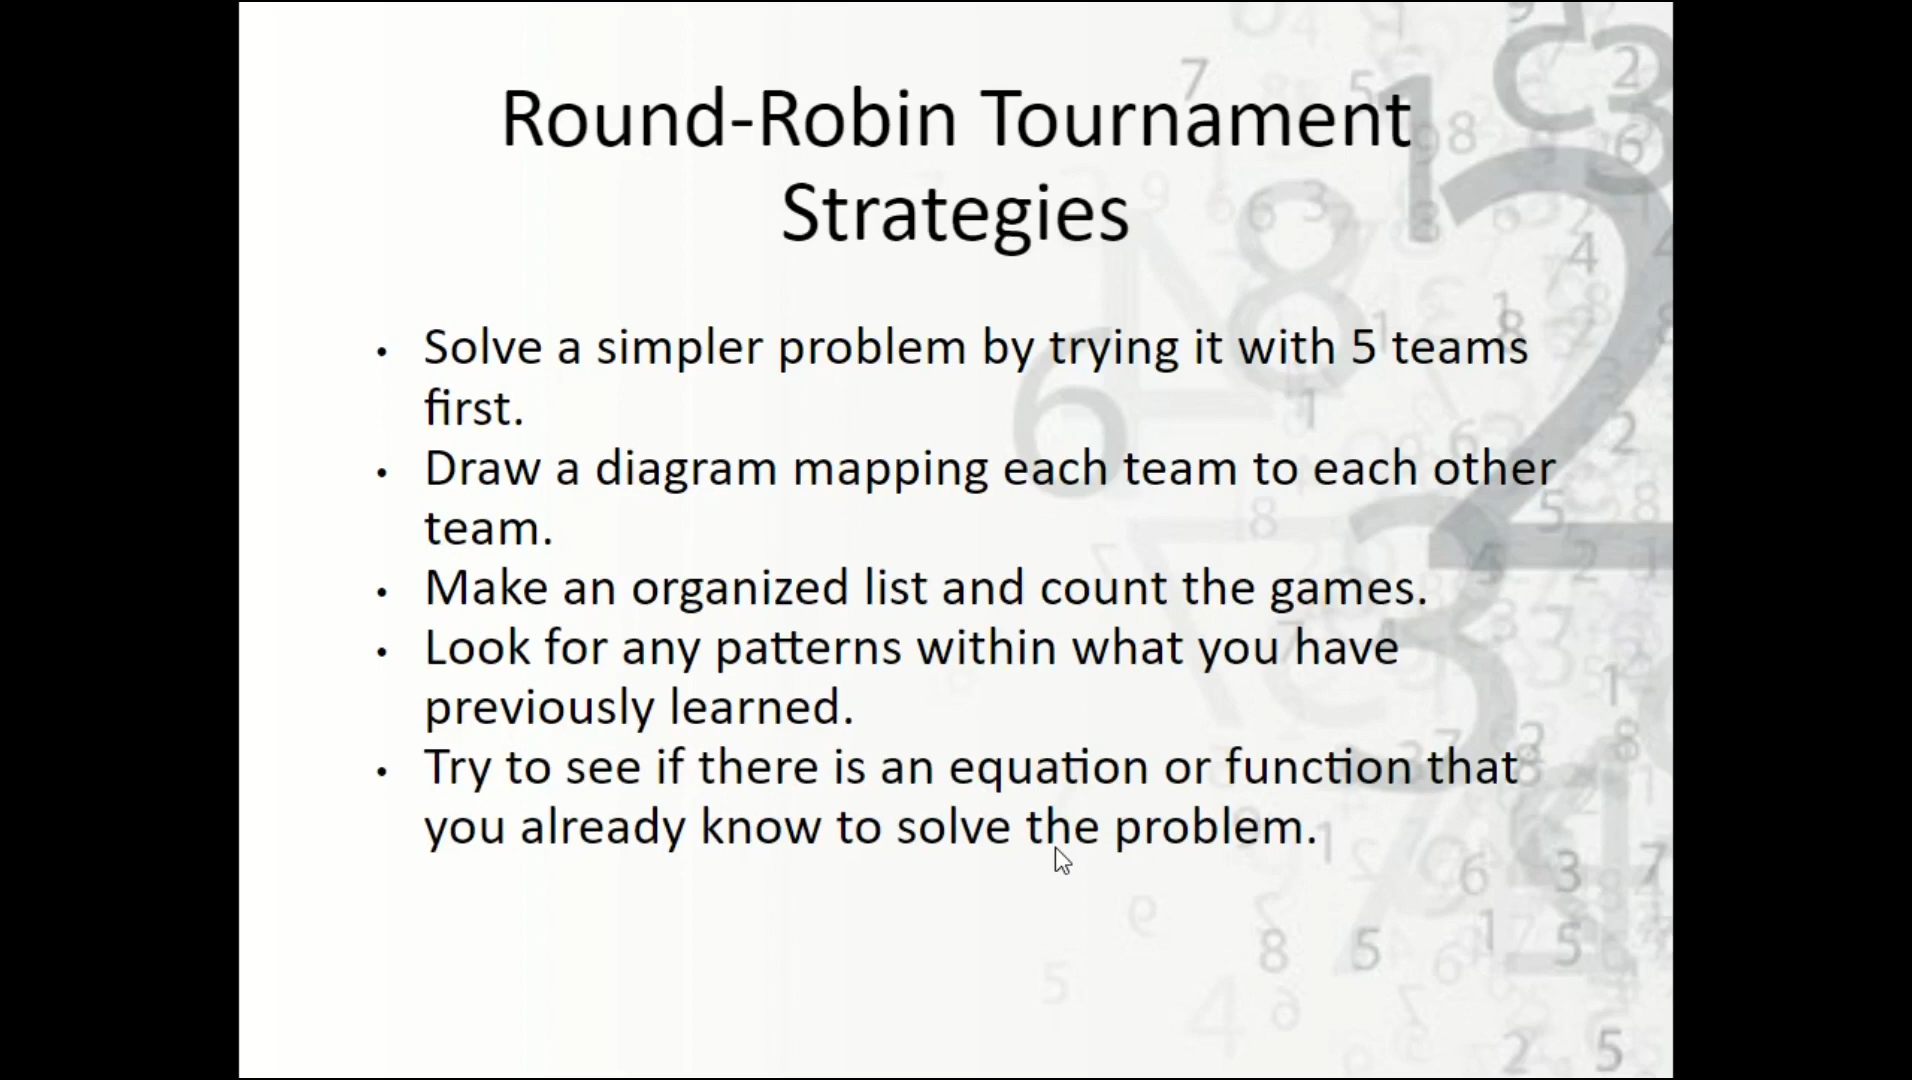 Round-Robin Tournament
Strategies
• Solve a simpler problem by trying it with 5 teams
first.
• Draw a diagram mapping each team to each other
team.
• Make an organized list and count the games.
• Look for any patterns within what you have
previously learned.
• Try to see if there is an equation or function that
you already know to solve the problem.